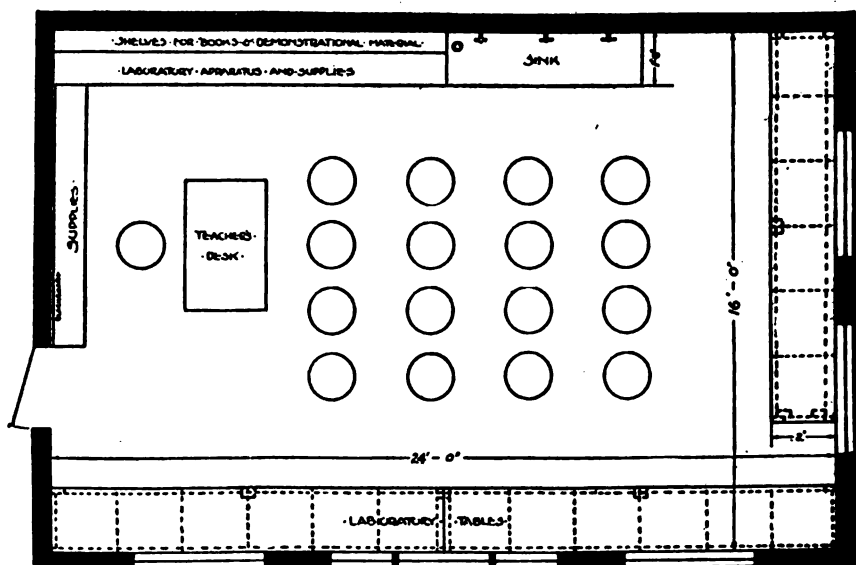 ·SHELVES·FOR·BOOKS·&·DEMONSTRATIONAL·MATERIAL·
·LABORATORY·APPARATUS·AND·SUPPLIES
SINK
SUPPLIES·
TEACHER'S·
·DESK·
16'-0"
2'
24'-0"
·LABORATORY·TABLES·